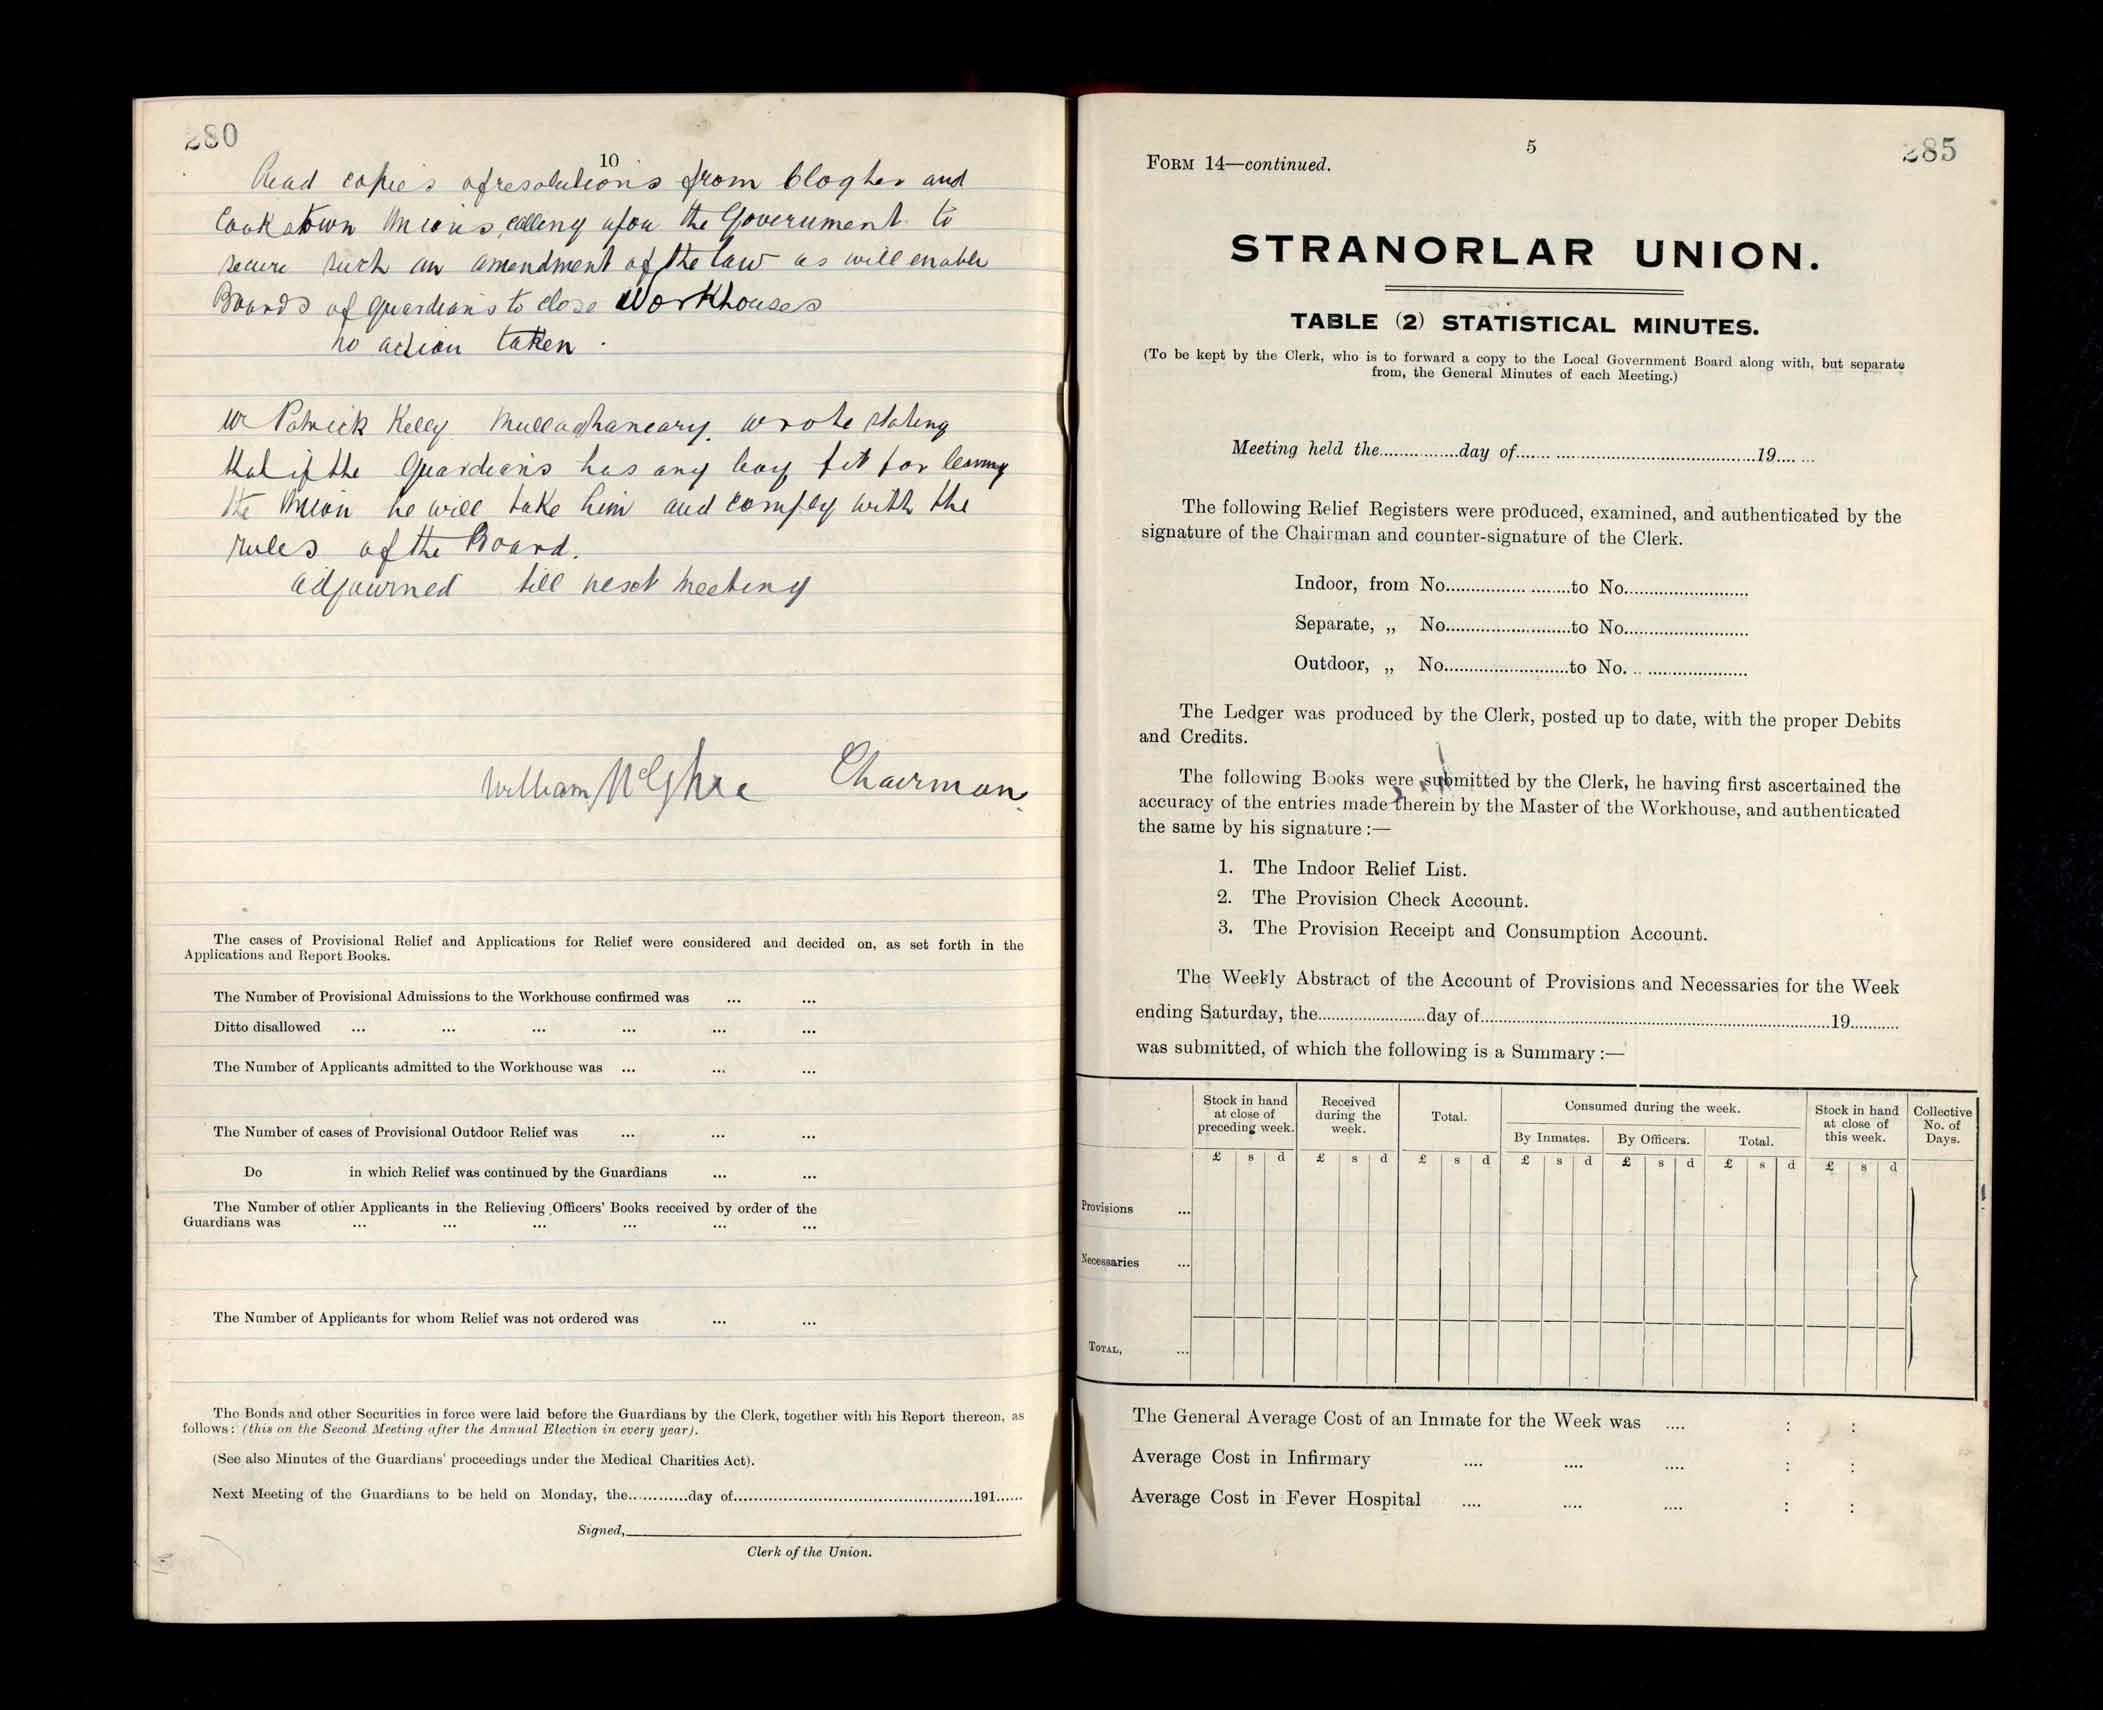 280
10
Read copies of resolutions from Clogher and
Cookstown Unions, calling upon the Government to
secure such an amendment of the law as will enable
Boards of Guardians to close Workhouses
no action taken.
Mr Patrick Kelly Mullaghaneary, wrote stating
that if the Guardians has any boy fit for leaving
the Union he will take him and comply with the
rules of the Board.
adjourned till next meeting
William McGhee Chairman
The cases of Provisional Relief and Applications for Relief were considered and decided on, as set forth in the
Applications and Report Books.
The Number of Provisional Admissions to the Workhouse confirmed was ... ...
Ditto disallowed ... ... ... ... ... ...
The Number of Applicants admitted to the Workhouse was ... ... ...
The Number of cases of Provisional Outdoor Relief was ... ... ...
Do in which Relief was continued by the Guardians ... ...
The Number of other Applicants in the Relieving Officers' Books received by order of the
Guardians was ... ... ... ... ... ...
The Number of Applicants for whom Relief was not ordered was ... ...
The Bonds and other Securities in force were laid before the Guardians by the Clerk, together with his Report thereon, as
follows: (this on the Second Meeting after the Annual Election in every year).
(See also Minutes of the Guardians' proceedings under the Medical Charities Act).
Next Meeting of the Guardians to be held on Monday, the............day of................................................191......
Signed,
Clerk of the Union.
5
285
FORM 14—continued.
STRANORLAR UNION.
TABLE (2) STATISTICAL MINUTES.
(To be kept by the Clerk, who is to forward a copy to the Local Government Board along with, but separate
from, the General Minutes of each Meeting.)
Meeting held the...............day of..............................................19.......
The following Relief Registers were produced, examined, and authenticated by the
signature of the Chairman and counter-signature of the Clerk.
Indoor, from No.........................to No.........................
Separate, „ No.........................to No.........................
Outdoor, „ No.........................to No.........................
The Ledger was produced by the Clerk, posted up to date, with the proper Debits
and Credits.
The following Books were submitted by the Clerk, he having first ascertained the
accuracy of the entries made therein by the Master of the Workhouse, and authenticated
the same by his signature :—
1. The Indoor Relief List.
2. The Provision Check Account.
3. The Provision Receipt and Consumption Account.
The Weekly Abstract of the Account of Provisions and Necessaries for the Week
ending Saturday, the......................day of......................................................................19..........
was submitted, of which the following is a Summary :—
Stock in hand at close of preceding week. Received during the week. Total. Consumed during the week. Stock in hand at close of this week. Collective No. of Days.
By Inmates. By Officers. Total.
£ s d £ s d £ s d £ s d £ s d £ s d £ s d
Provisions ...
Necessaries ...
TOTAL, ...
The General Average Cost of an Inmate for the Week was .... : :
Average Cost in Infirmary .... .... .... : :
Average Cost in Fever Hospital .... .... .... : :